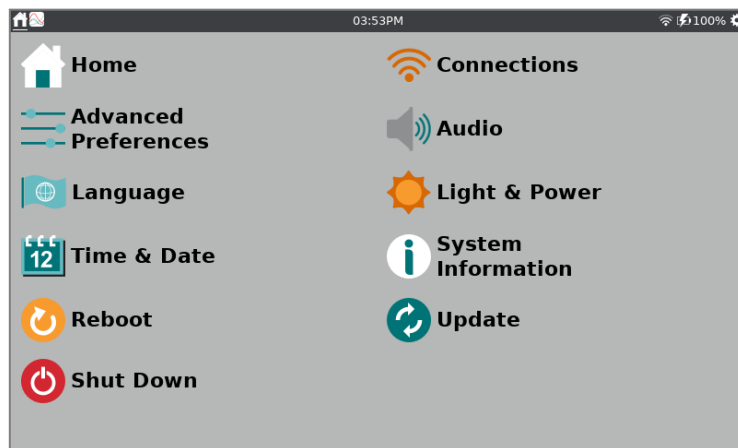 03:53PM
100%
Home
Connections
Advanced
Preferences
Audio
Language
Light & Power
12
Time & Date
System
Information
Reboot
Update
Shut Down